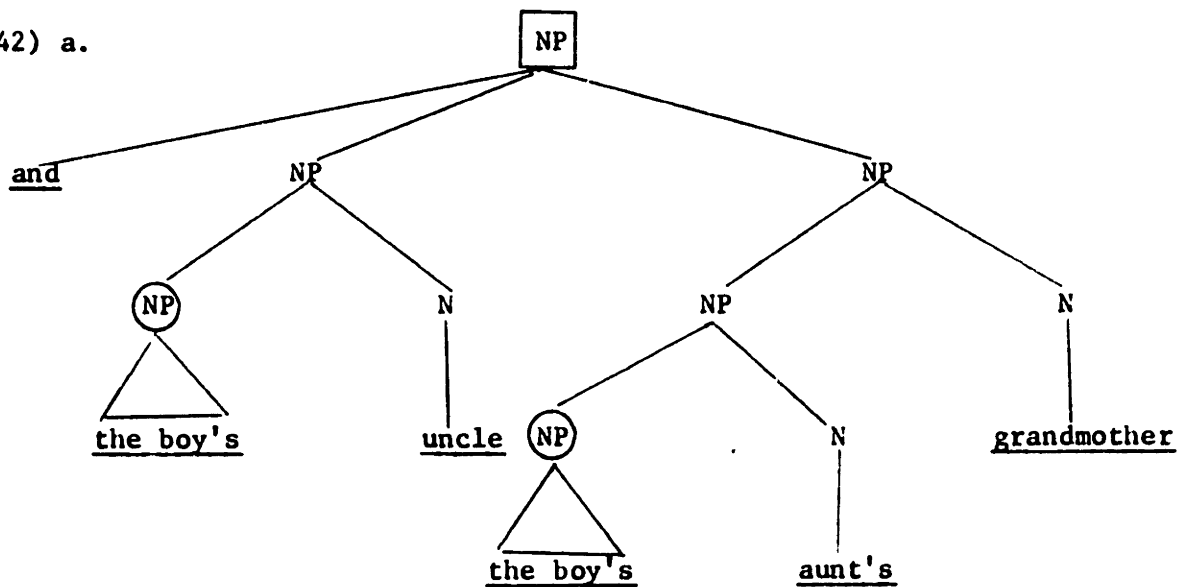 42) a.
NP
and NP NP
NP N NP N
the boy's uncle NP N grandmother
the boy's aunt's